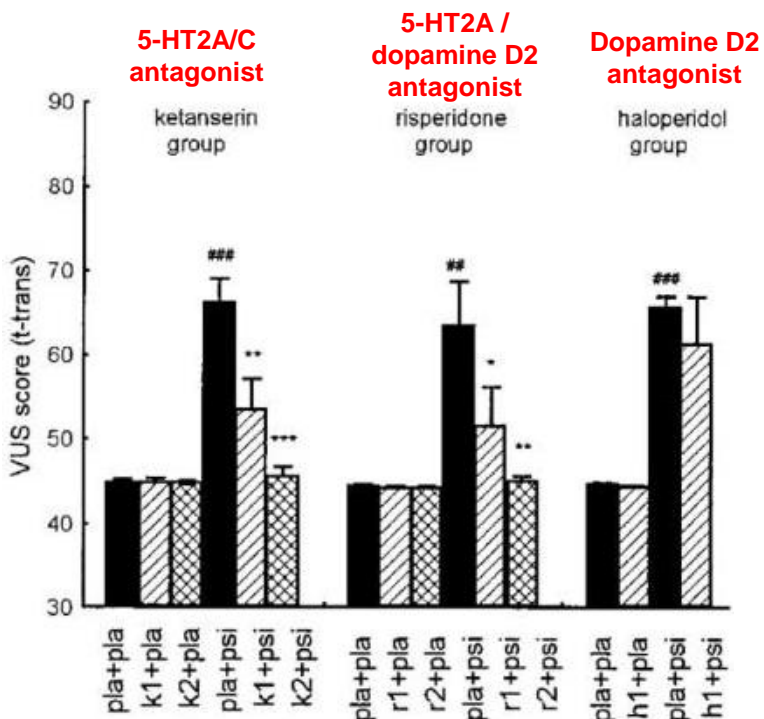 5-HT2A/C
antagonist
5-HT2A /
dopamine D2
antagonist
Dopamine D2
antagonist
ketanserin
group
risperidone
group
haloperidol
group
VUS score (t-trans)
90
80
70
60
50
40
30
###
**
***
##
*
**
###
pla+pla
k1+pla
k2+pla
pla+psi
k1+psi
k2+psi
pla+pla
r1+pla
r2+pla
pla+psi
r1+psi
r2+psi
pla+pla
h1+pla
pla+psi
h1+psi